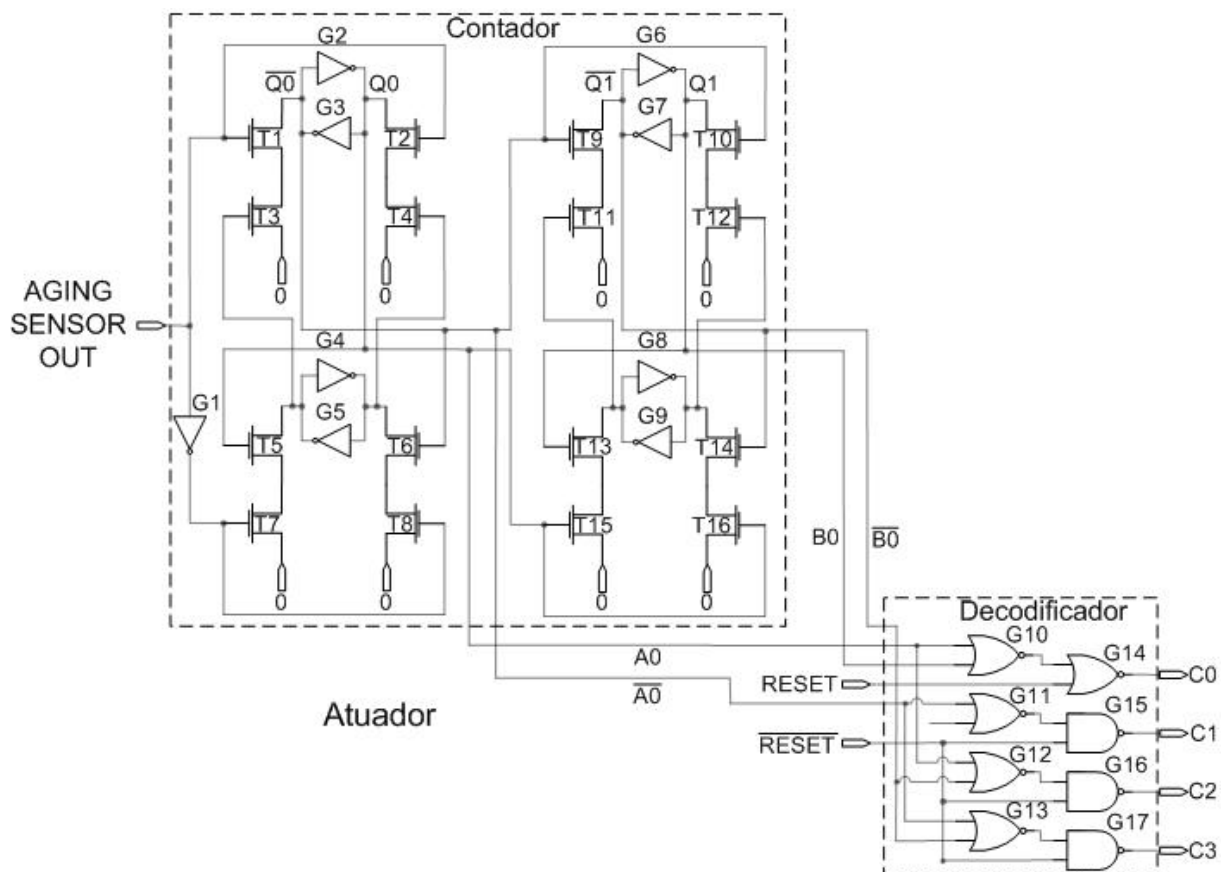 Contador
G2
G6
Q0 Q0 Q1 Q1
G3 G7
T1 T2 T9 T10
T3 T4 T11 T12
0 0 0 0
AGING
SENSOR
OUT
G4 G8
G1 G5 G9
T5 T6 T13 T14
T7 T8 T15 T16
0 0 0 0
B0 B0
Decodificador
A0
A0
Atuador
RESET
RESET
G10
G14
C0
G11
G15
C1
G12
G16
C2
G13
G17
C3